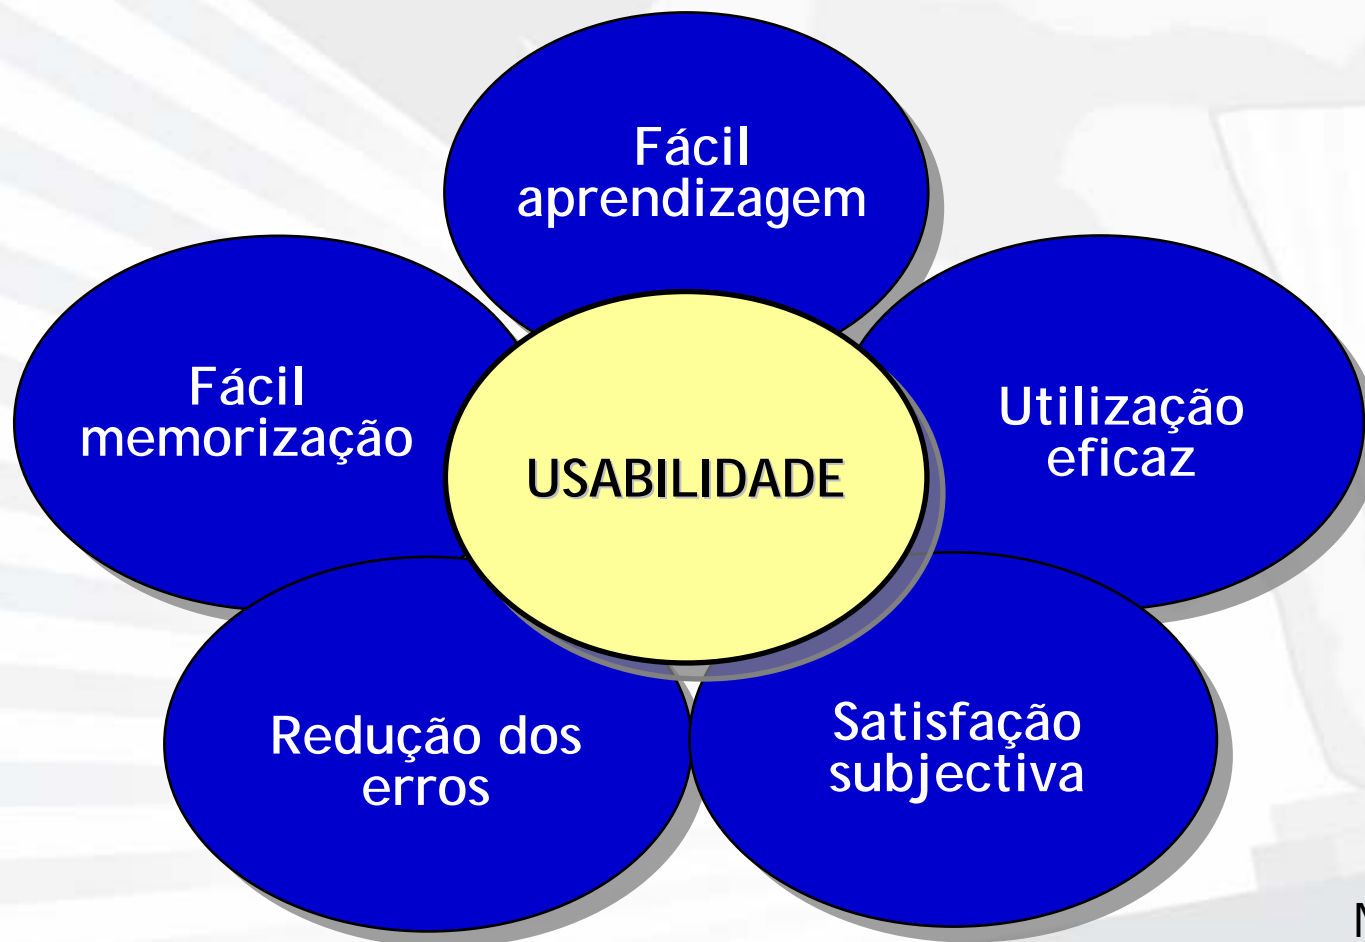 Fácil
aprendizagem
Fácil
memorização
Utilização
eficaz
USABILIDADE
Redução dos
erros
Satisfação
subjectiva